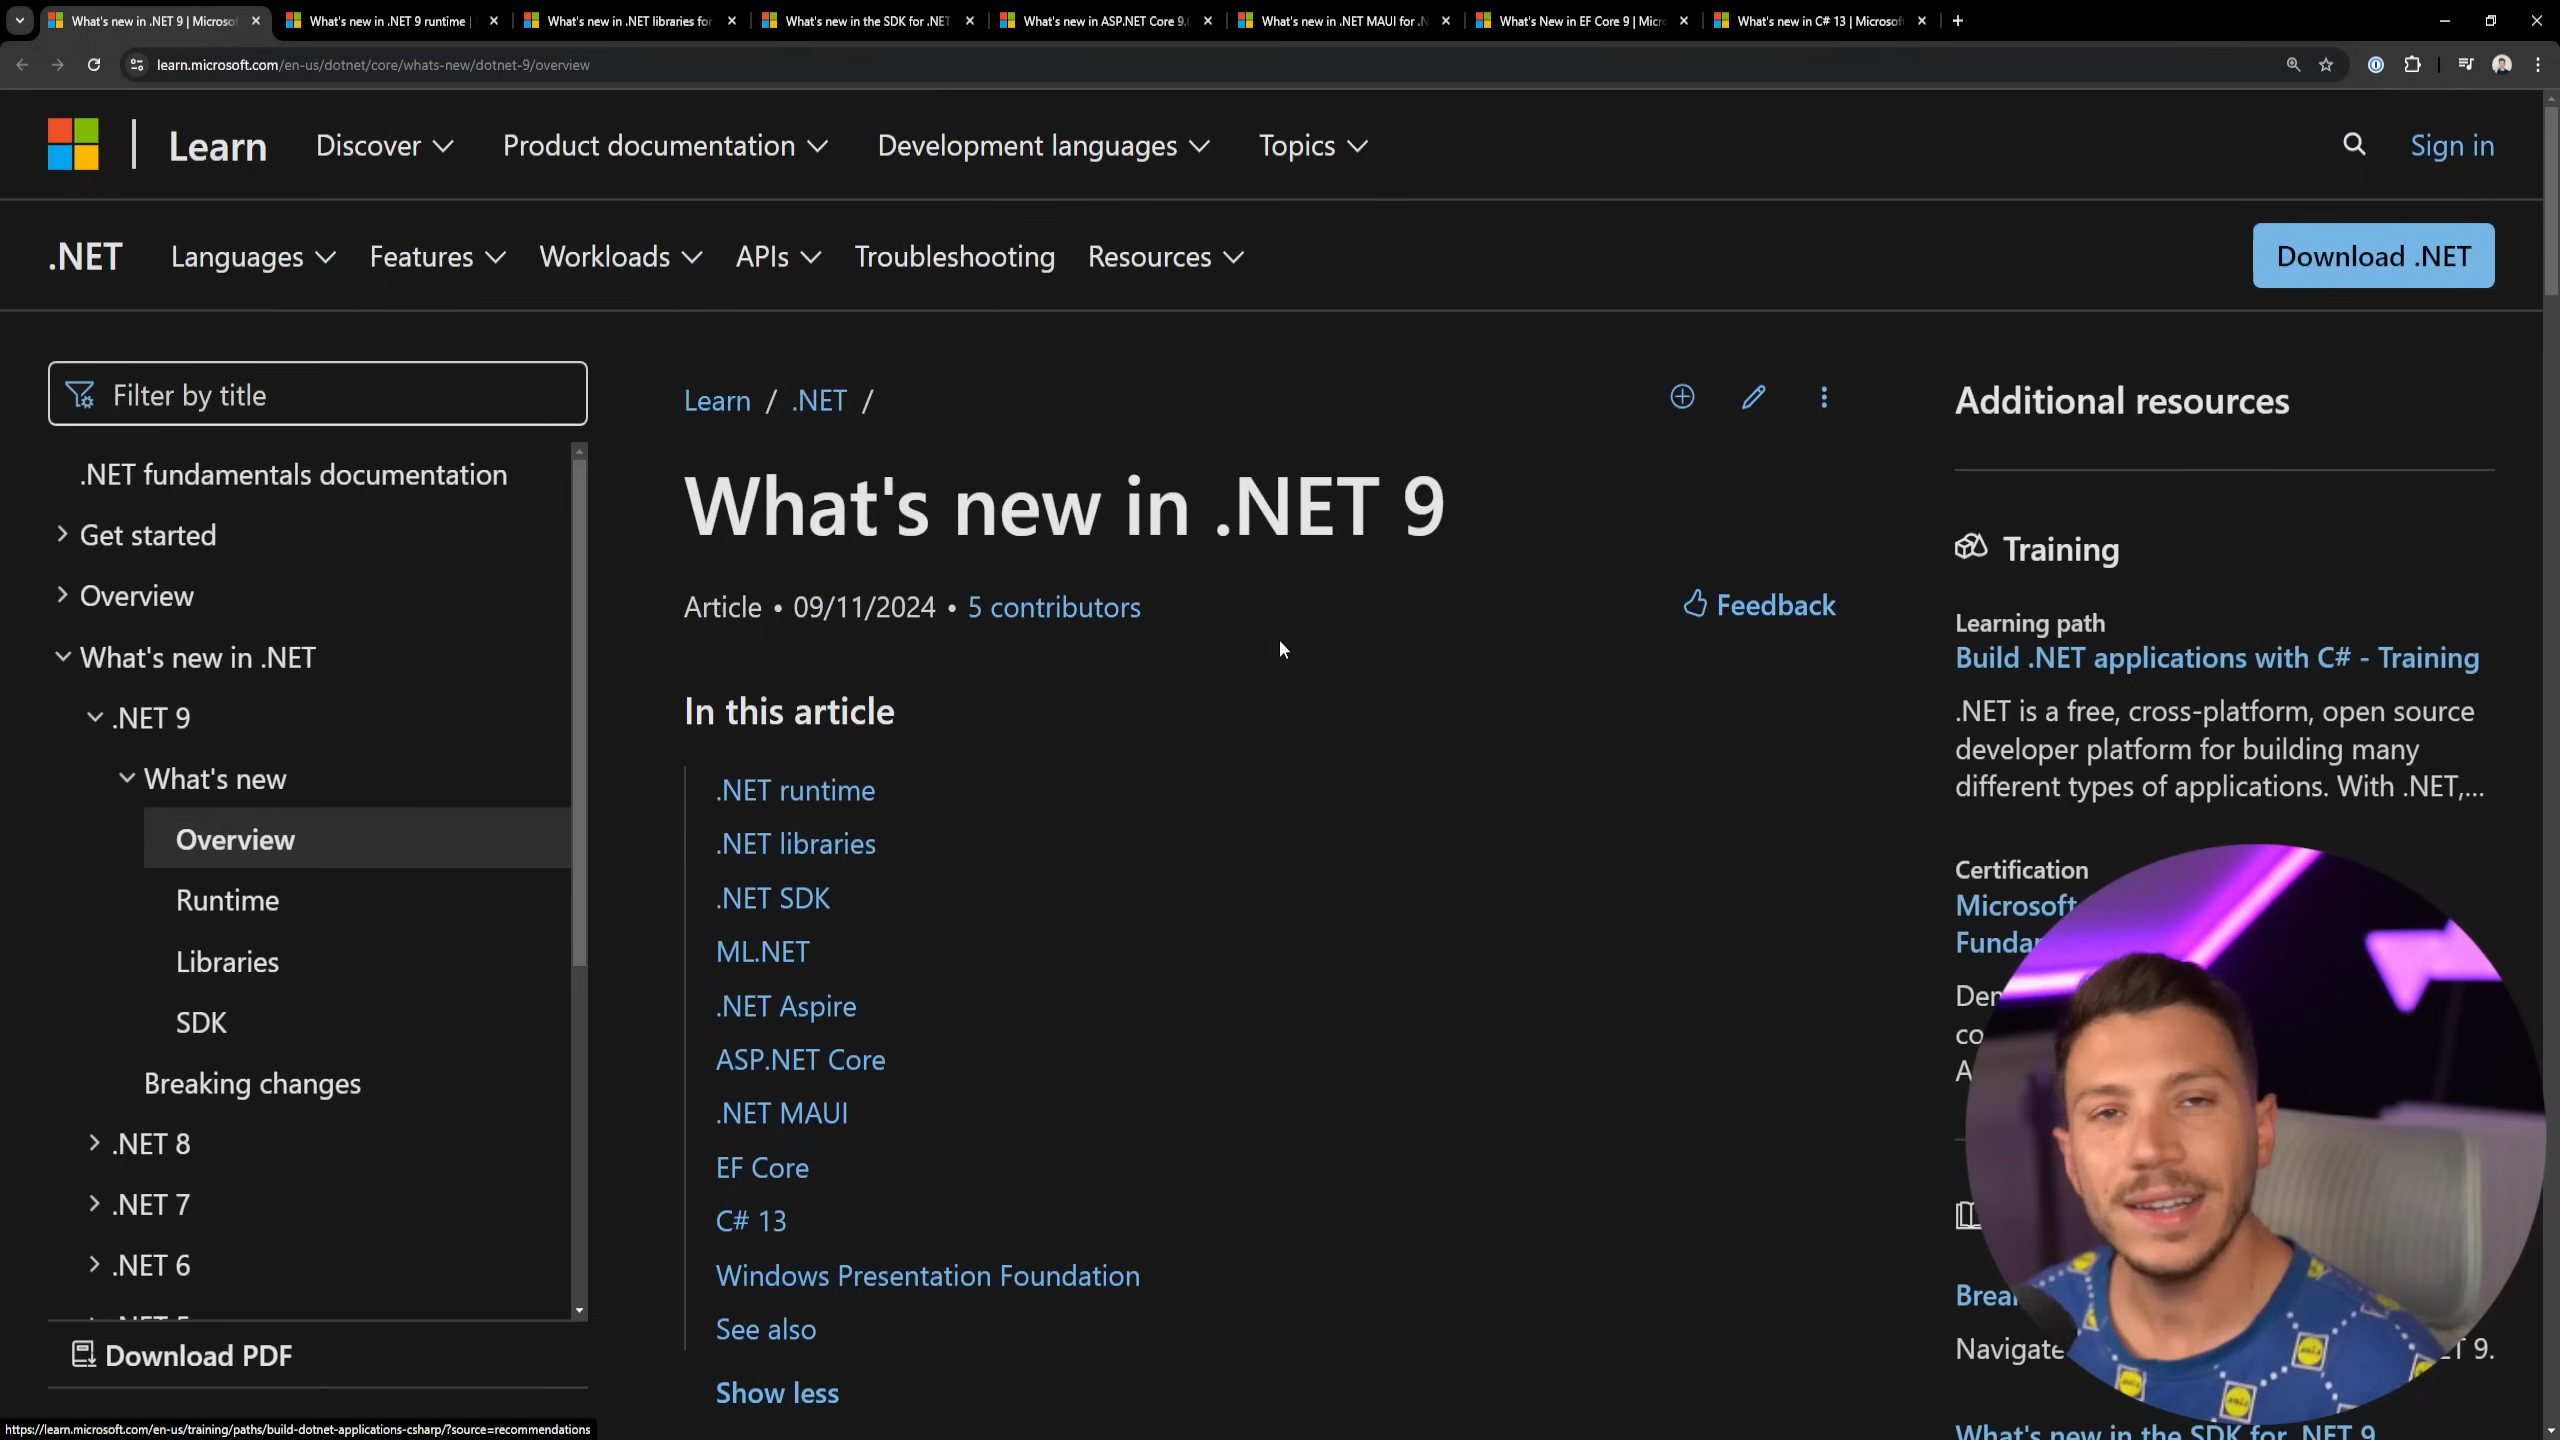 What's new in .NET 9 | Microsof
What's new in .NET 9 runtime |
What's new in .NET libraries for
What's new in the SDK for .NET
What's new in ASP.NET Core 9.
What's new in .NET MAUI for .N
What's New in EF Core 9 | Micr
What's new in C# 13 | Microsof
learn.microsoft.com/en-us/dotnet/core/whats-new/dotnet-9/overview
Learn
Discover
Product documentation
Development languages
Topics
Sign in
.NET
Languages
Features
Workloads
APIs
Troubleshooting
Resources
Download .NET
Filter by title
.NET fundamentals documentation
Get started
Overview
What's new in .NET
.NET 9
What's new
Overview
Runtime
Libraries
SDK
Breaking changes
.NET 8
.NET 7
.NET 6
Download PDF
Learn / .NET /
What's new in .NET 9
Article • 09/11/2024 • 5 contributors
Feedback
In this article
.NET runtime
.NET libraries
.NET SDK
ML.NET
.NET Aspire
ASP.NET Core
.NET MAUI
EF Core
C# 13
Windows Presentation Foundation
See also
Show less
Additional resources
Training
Learning path
Build .NET applications with C# - Training
.NET is a free, cross-platform, open source
developer platform for building many
different types of applications. With .NET,...
Certification
Microsoft
Navigate
9.
What's new in the SDK for .NET 9
https://learn.microsoft.com/en-us/training/paths/build-dotnet-applications-csharp/?source=recommendations